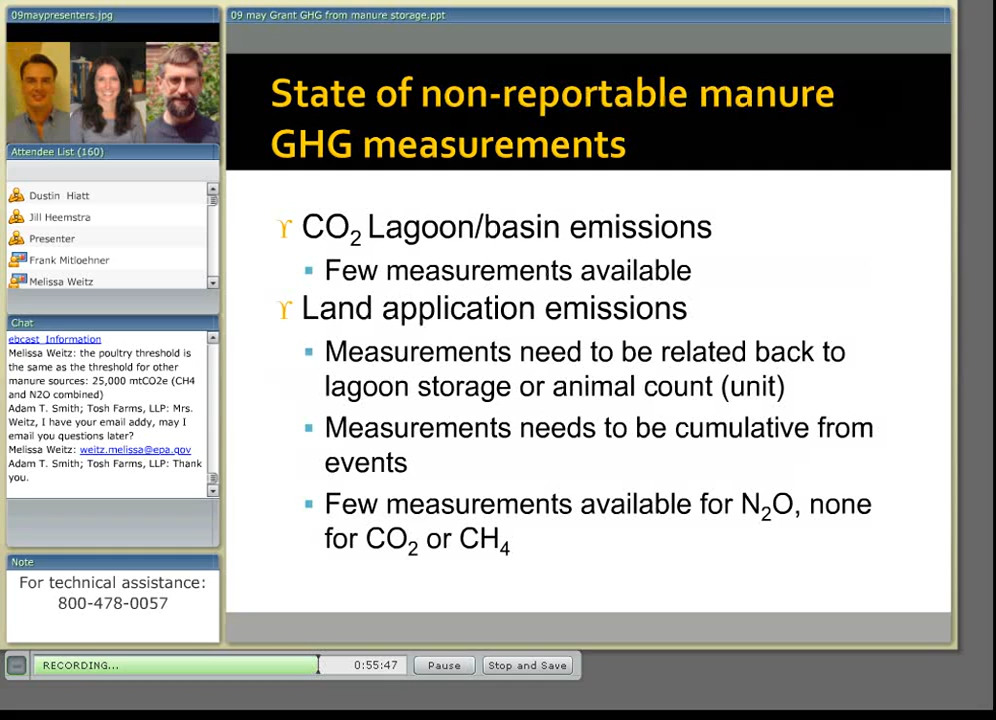 09maypresenters.jpg
Attendee List (160)
Dustin Hiatt
Jill Heemstra
Presenter
Frank Mitloehner
Melissa Weitz
Chat
ebcast Information
Melissa Weitz: the poultry threshold is
the same as the threshold for other
manure sources: 25,000 mtCO2e (CH4
and N2O combined)
Adam T. Smith; Tosh Farms, LLP: Mrs.
Weitz, I have your email addy, may I
email you questions later?
Melissa Weitz: weitz.melissa@epa.gov
Adam T. Smith; Tosh Farms, LLP: Thank
you.
Note
For technical assistance:
800-478-0057
09 may Grant GHG from manure storage.ppt
State of non-reportable manure
GHG measurements
CO2 Lagoon/basin emissions
Few measurements available
Land application emissions
Measurements need to be related back to
lagoon storage or animal count (unit)
Measurements needs to be cumulative from
events
Few measurements available for N2O, none
for CO2 or CH4
RECORDING... 0:55:47 Pause Stop and Save